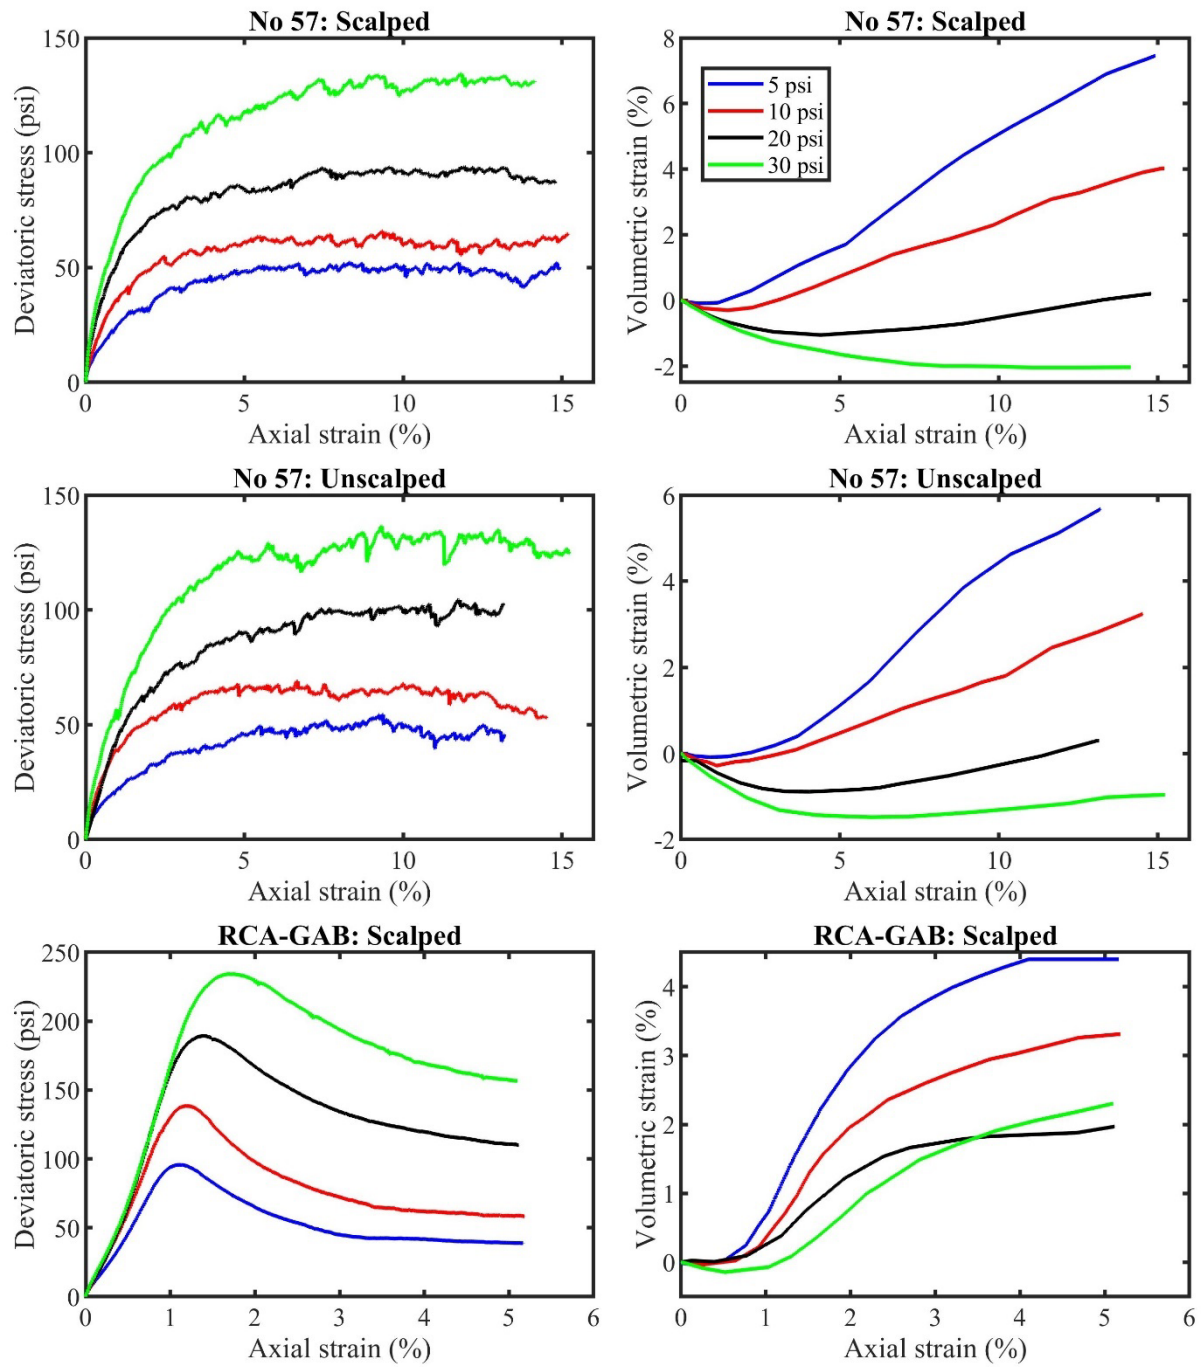 No 57: Scalped
No 57: Scalped
150
100
50
0
Deviatoric stress (psi)
0 5 10 15
Axial strain (%)
8
6
4
2
0
-2
Volumetric strain (%)
5 psi
10 psi
20 psi
30 psi
0 5 10 15
Axial strain (%)
No 57: Unscalped
No 57: Unscalped
150
100
50
0
Deviatoric stress (psi)
0 5 10 15
Axial strain (%)
6
4
2
0
-2
Volumetric strain (%)
0 5 10 15
Axial strain (%)
RCA-GAB: Scalped
RCA-GAB: Scalped
250
200
150
100
50
0
Deviatoric stress (psi)
0 1 2 3 4 5 6
Axial strain (%)
4
3
2
1
0
Volumetric strain (%)
0 1 2 3 4 5 6
Axial strain (%)